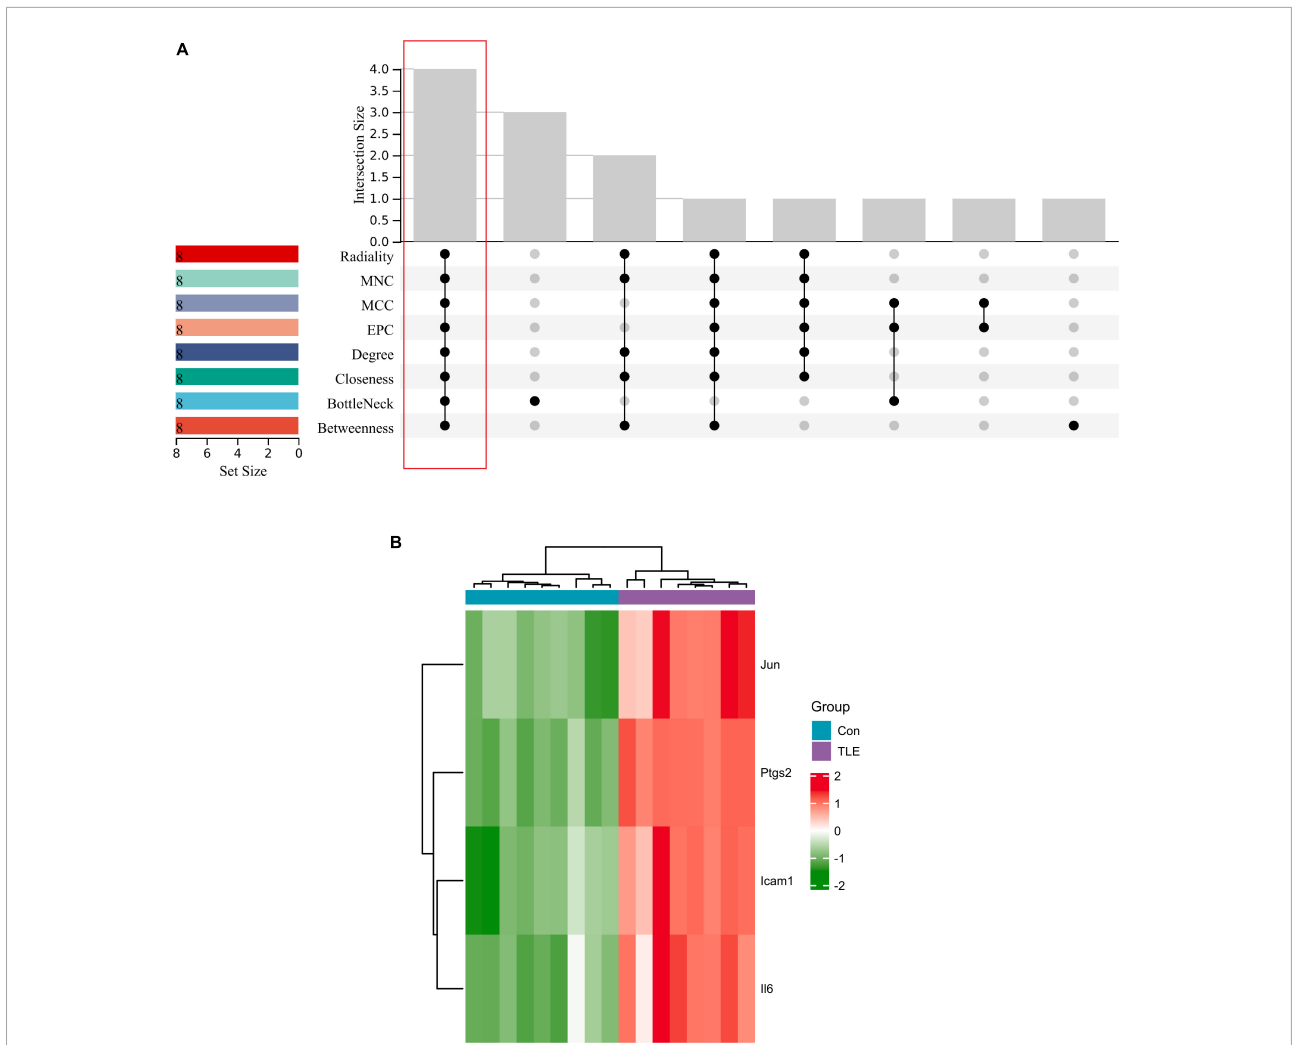 A
Intersection Size
4.0
3.5
3.0
2.5
2.0
1.5
1.0
0.5
0.0
8 Radiality
8 MNC
8 MCC
8 EPC
8 Degree
8 Closeness
8 BottleNeck
8 Betweenness
8 6 4 2 0
Set Size
B
Jun
Ptgs2
Icam1
Il6
Group
Con
TLE
2
1
0
-1
-2